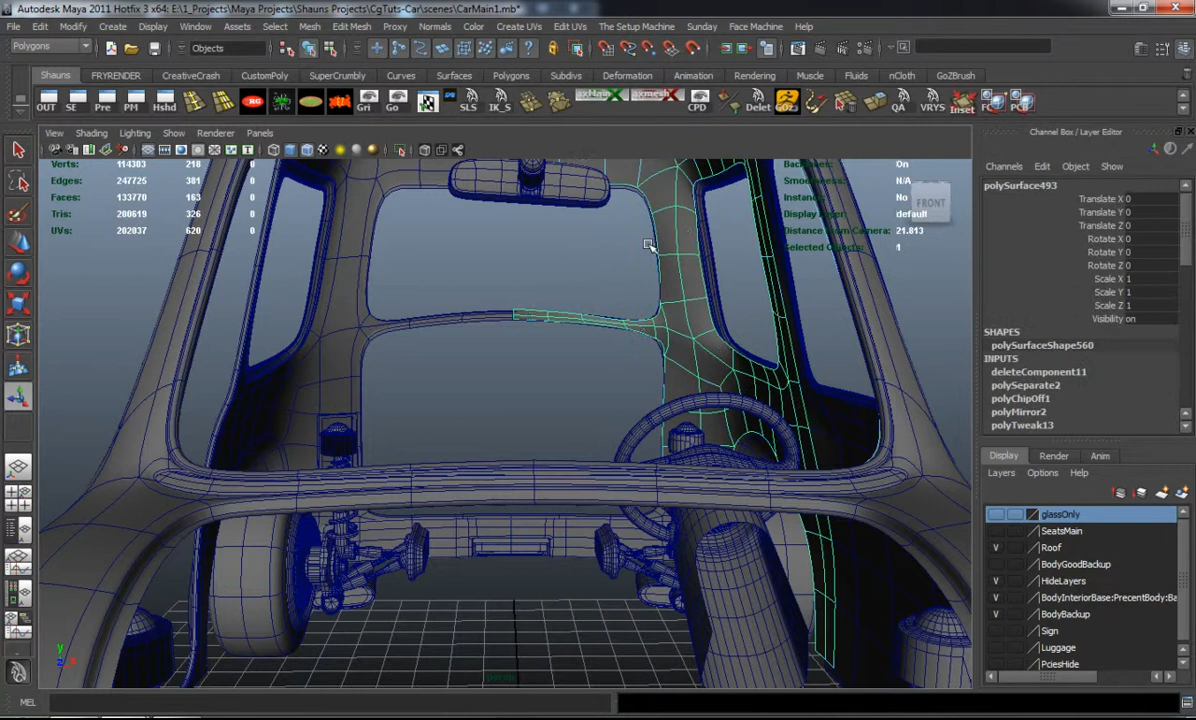 Autodesk Maya 2011 Hotfix 3 x64: E:\1_Projects\Maya Projects\Shauns Projects\CgTuts-Car\scenes\CarMain1.mb*
File Edit Modify Create Display Window Assets Select Mesh Edit Mesh Proxy Normals Color Create UVs Edit UVs The Setup Machine Muscle Sunday Face Machine Help
Polygons Objects
Shauns FRYRENDER CreativeCrash CustomPoly SuperCrumbly Curves Surfaces Polygons Subdivs Deformation Animation Rendering Muscle Fluids nCloth GoZBrush
OUT SE Pre PM Hshd RG Gri Go SLS IK_S CPD Delet GoZs QA VRYS Inset FC PCB
View Shading Lighting Show Renderer Panels
Verts: 114303 218 0
Edges: 247725 381 0
Faces: 133770 163 0
Tris: 200619 326 0
UVs: 202037 620 0
Backfaces: On
Smoothness: N/A
Instance: No
Display Layer: default
Distance From Camera: 21.813
Selected Objects: 1
FRONT
persp
y
z x
Channel Box / Layer Editor
Channels Edit Object Show
polySurface493
Translate X 0
Translate Y 0
Translate Z 0
Rotate X 0
Rotate Y 0
Rotate Z 0
Scale X 1
Scale Y 1
Scale Z 1
Visibility on
SHAPES
polySurfaceShape560
INPUTS
deleteComponent11
polySeparate2
polyChipOff1
polyMirror2
polyTweak13
Display Render Anim
Layers Options Help
glassOnly
SeatsMain
V Roof
BodyGoodBackup
V HideLayers
V BodyInteriorBase:PrecentBody:Ba
V BodyBackup
Sign
Luggage
PciesHide
MEL